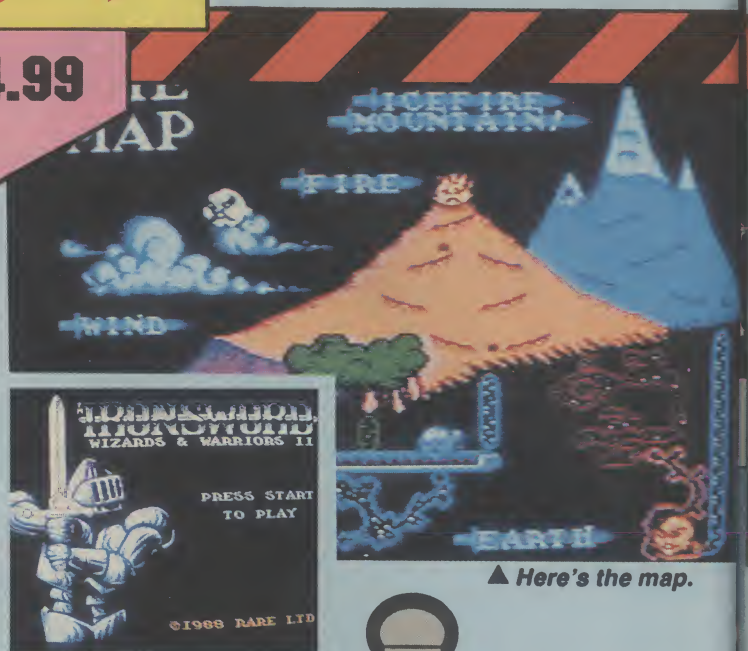 .99
MAP
ICEFIRE
MOUNTAIN!
FIRE
WIND
IRONSWORD
WIZARDS & WARRIORS II
PRESS START
TO PLAY
©1988 RARE LTD
EARTH
▲ Here's the map.